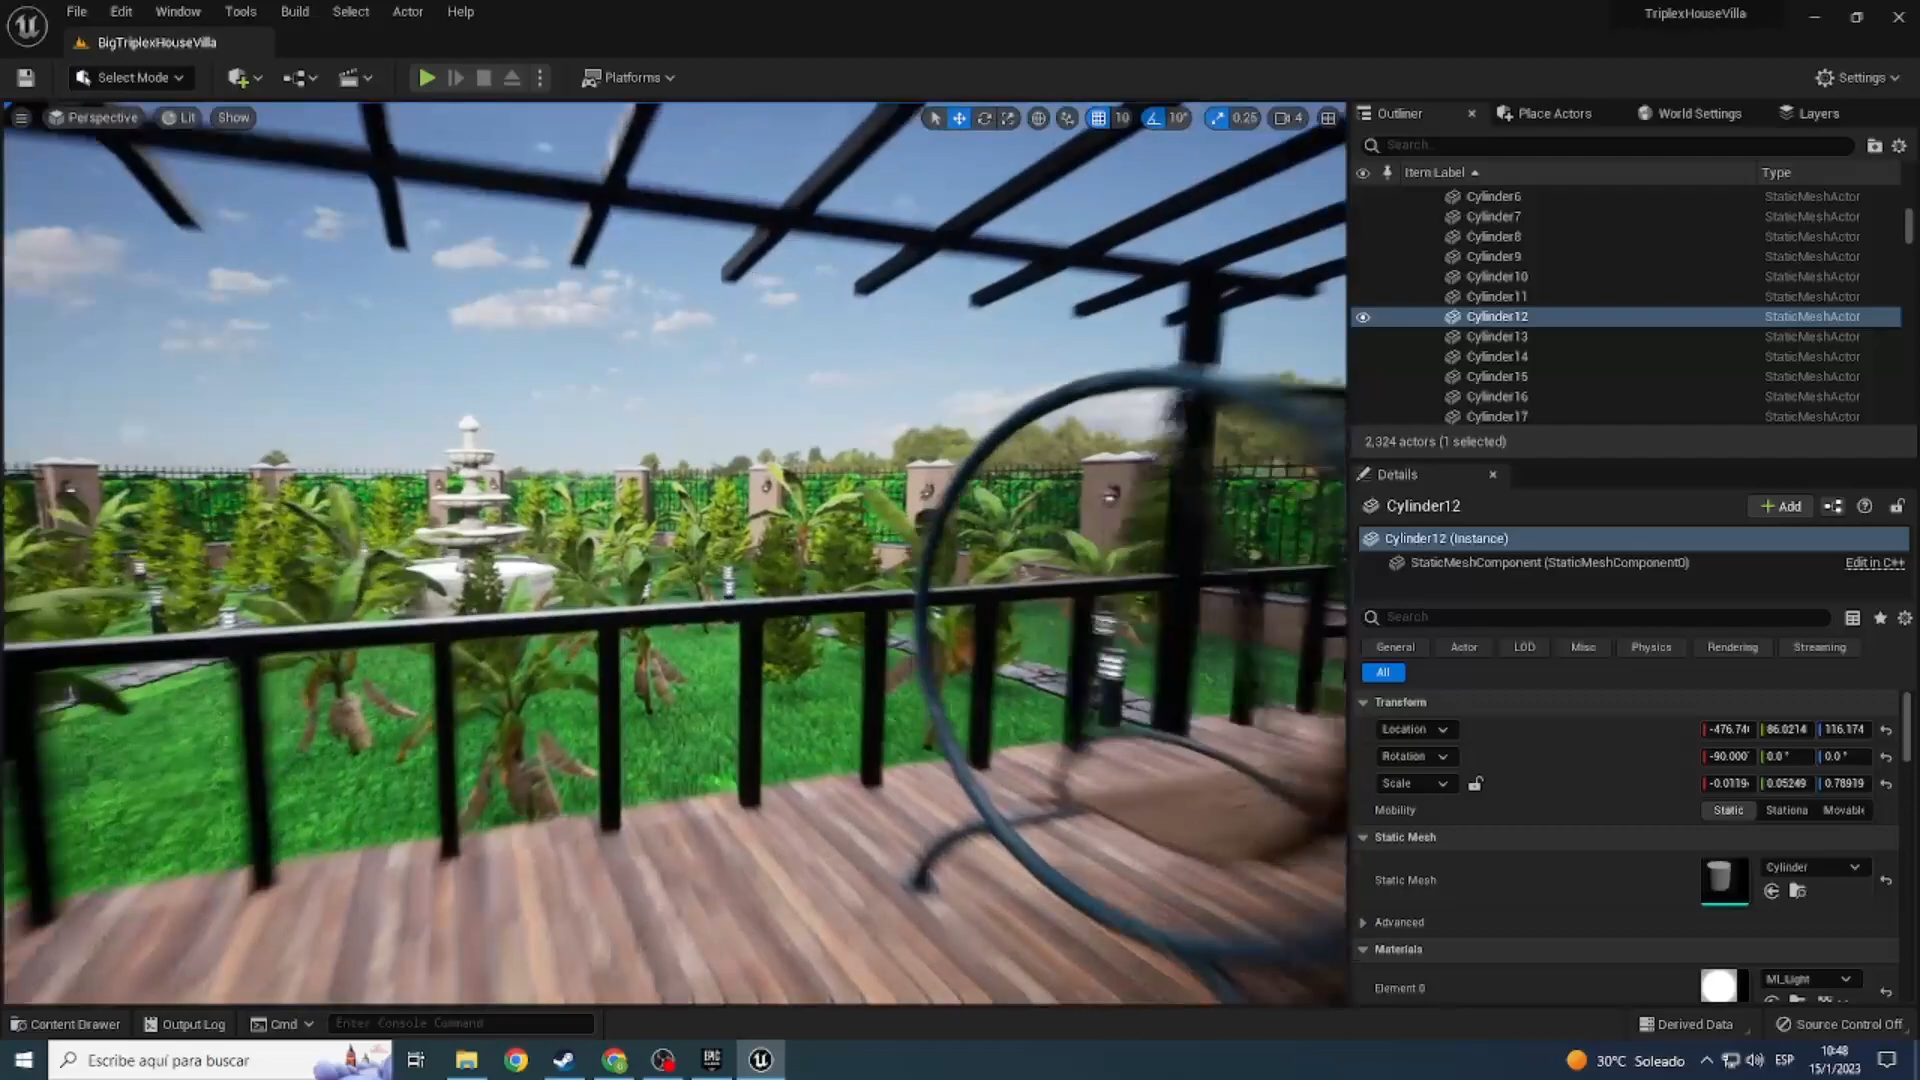 File Edit Window Tools Build Select Actor Help
TriplexHouseVilla
BigTriplexHouseVilla
Select Mode
Platforms
Settings
Perspective Lit Show
10 10° 0.25 4
Outliner Place Actors World Settings Layers
Search...
Item Label Type
Cylinder6 StaticMeshActor
Cylinder7 StaticMeshActor
Cylinder8 StaticMeshActor
Cylinder9 StaticMeshActor
Cylinder10 StaticMeshActor
Cylinder11 StaticMeshActor
Cylinder12 StaticMeshActor
Cylinder13 StaticMeshActor
Cylinder14 StaticMeshActor
Cylinder15 StaticMeshActor
Cylinder16 StaticMeshActor
Cylinder17 StaticMeshActor
2,324 actors (1 selected)
Details
Cylinder12
Add
Cylinder12 (Instance)
StaticMeshComponent (StaticMeshComponent0) Edit in C++
Search
General Actor LOD Misc Physics Rendering Streaming
All
Transform
Location -476.74 86.0214 116.174
Rotation -90.000 0.0° 0.0°
Scale -0.0119 0.05249 0.78919
Mobility Static Stationa Movable
Static Mesh
Static Mesh Cylinder
Advanced
Materials
Element 0 MI_Light
Content Drawer Output Log Cmd Enter Console Command Derived Data Source Control Off
Escribe aquí para buscar
EPIC
30°C Soleado ESP
10:48
15/1/2023